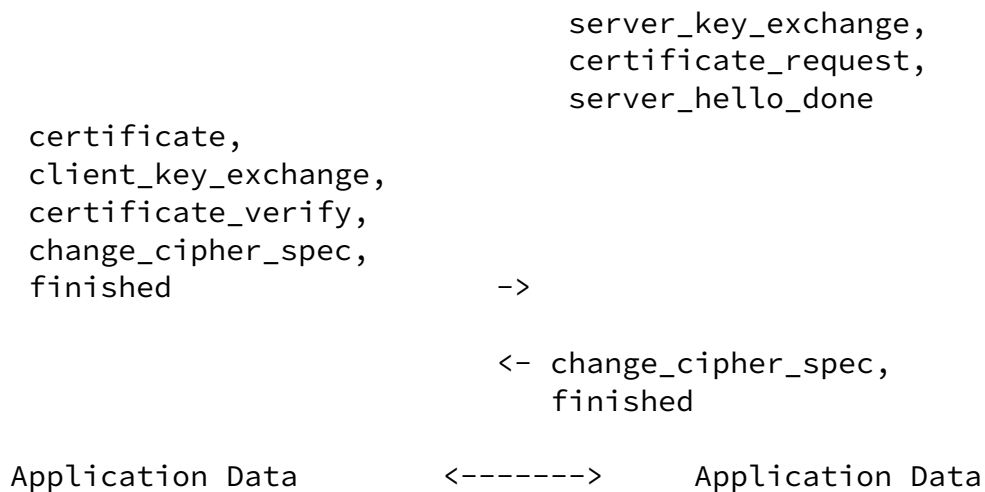 server_key_exchange,
certificate_request,
server_hello_done
certificate,
client_key_exchange,
certificate_verify,
change_cipher_spec,
finished ->
<- change_cipher_spec,
finished
Application Data <-------> Application Data